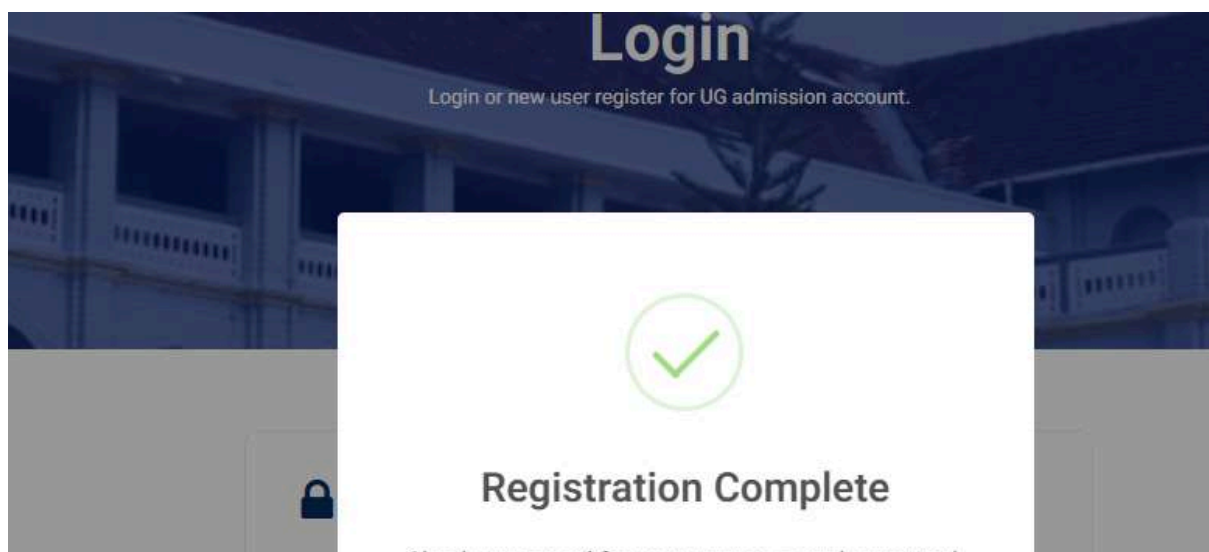 Login
Login or new user register for UG admission account.
Registration Complete